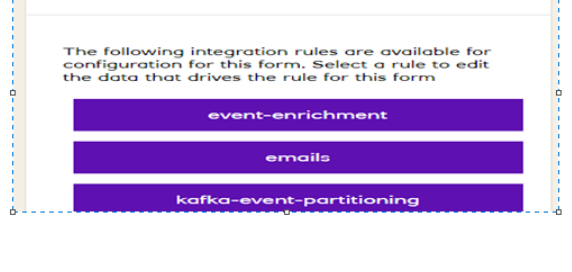 The following integration rules are available for
configuration for this form. Select a rule to edit
the data that drives the rule for this form
event-enrichment
emails
kafka-event-partitioning